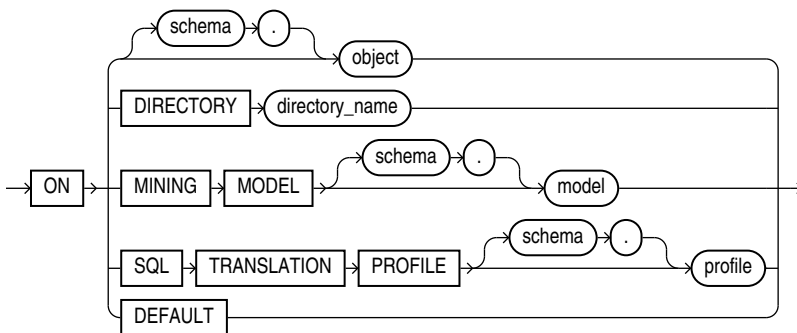 schema .
object
DIRECTORY directory_name
schema .
ON MINING MODEL model
schema .
SQL TRANSLATION PROFILE profile
DEFAULT